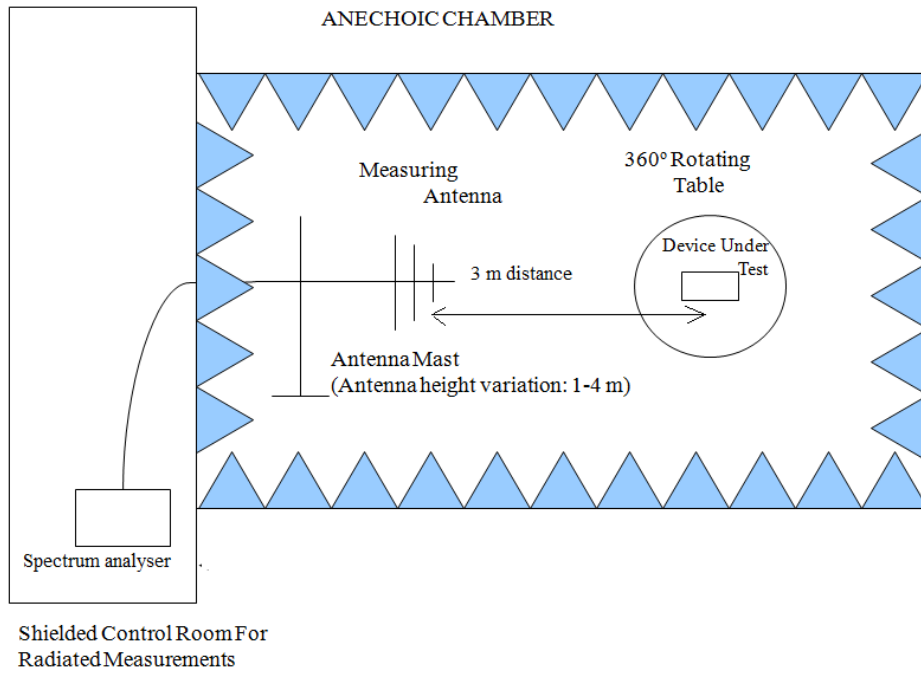 ANECHOIC CHAMBER
Measuring
Antenna
360º Rotating
Table
Device Under
Test
3 m distance
Antenna Mast
(Antenna height variation: 1-4 m)
Spectrum analyser
Shielded Control Room For
Radiated Measurements